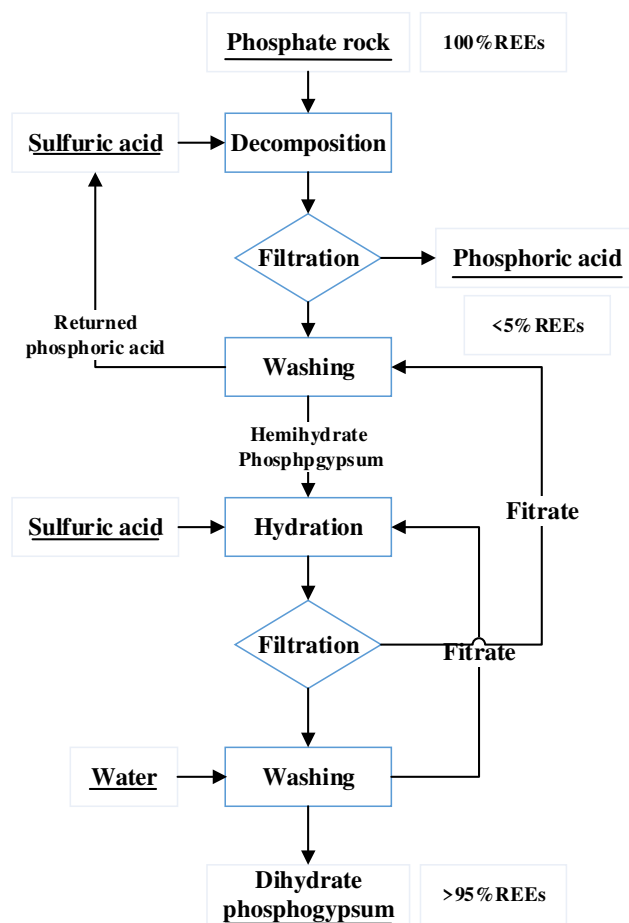 Phosphate rock
100%REEs
Sulfuric acid
Decomposition
Filtration
Phosphoric acid
<5%REEs
Returned
phosphoric acid
Washing
Hemihydrate
Phosphpgypsum
Fitrate
Sulfuric acid
Hydration
Filtration
Fitrate
Water
Washing
Dihydrate
phosphogypsum
>95%REEs